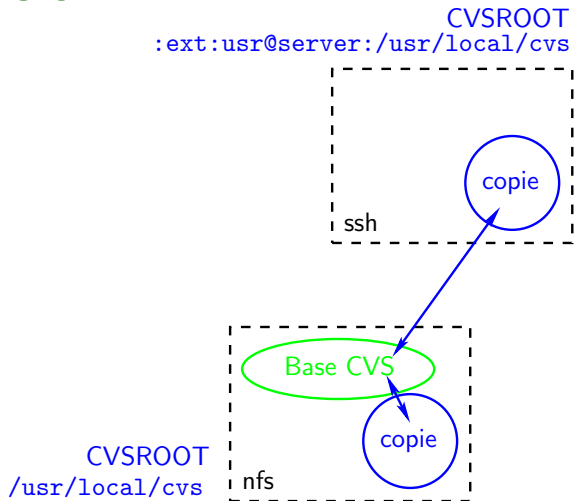 CVSROOT
:ext:usr@server:/usr/local/cvs
copie
ssh
Base CVS
copie
CVSROOT
/usr/local/cvs
nfs